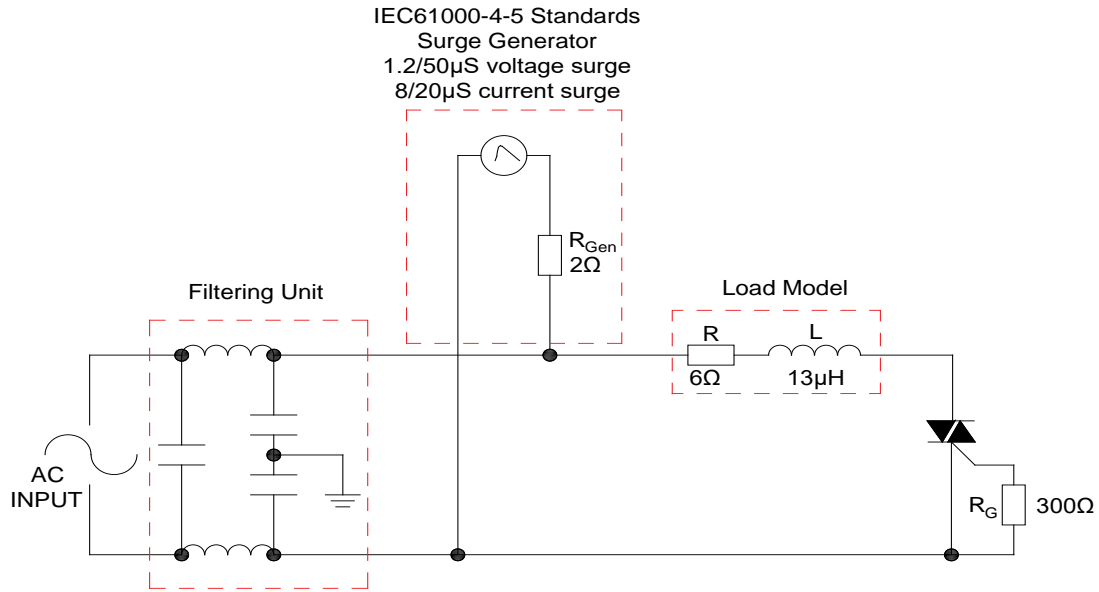 IEC61000-4-5 Standards
Surge Generator
1.2/50μS voltage surge
8/20μS current surge
RGen
2Ω
Filtering Unit
Load Model
R
L
6Ω
13μH
AC
INPUT
RG
300Ω